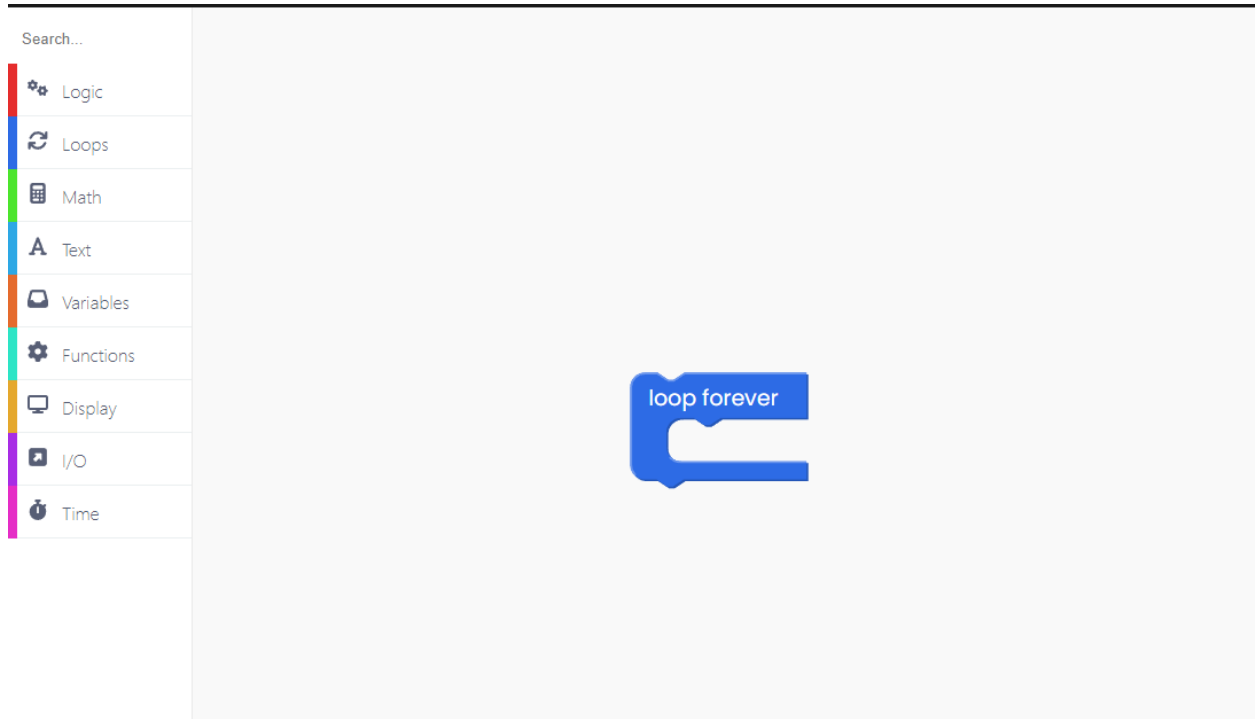 Search...
Logic
Loops
Math
Text
Variables
Functions
Display
I/O
Time
loop forever